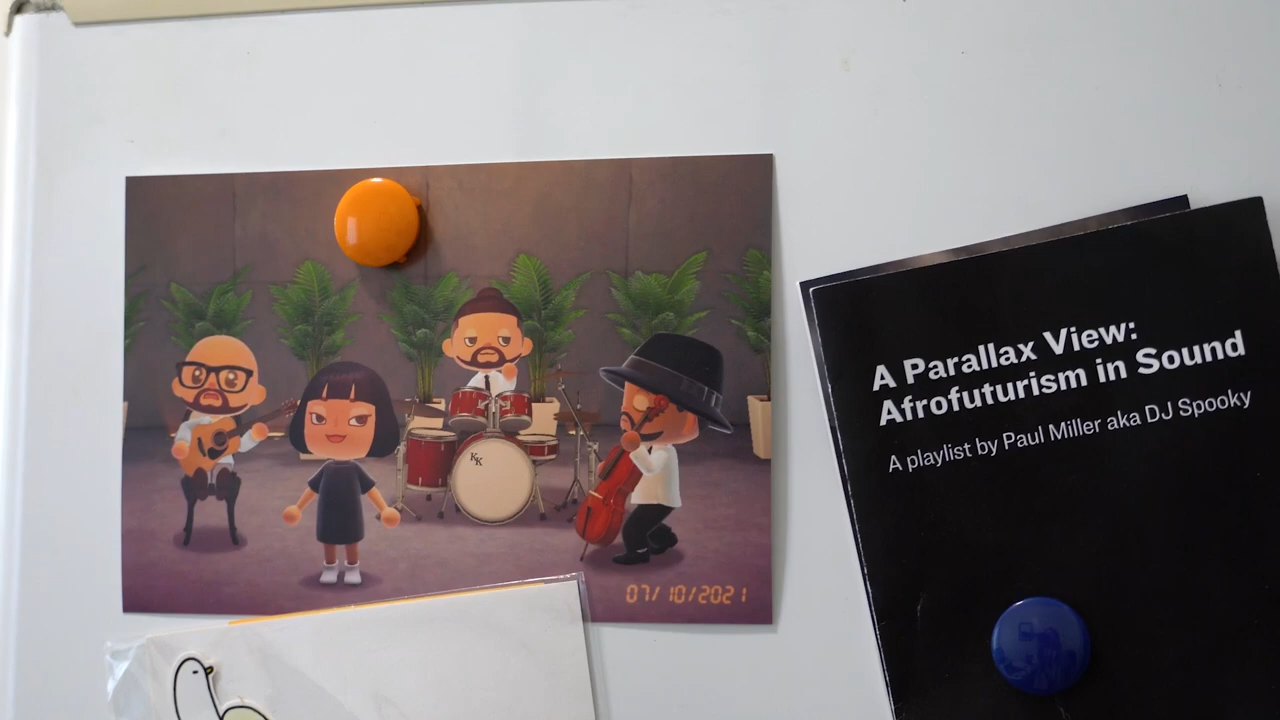 KK
07/10/2021
A Parallax View:
Afrofuturism in Sound
A playlist by Paul Miller aka DJ Spooky